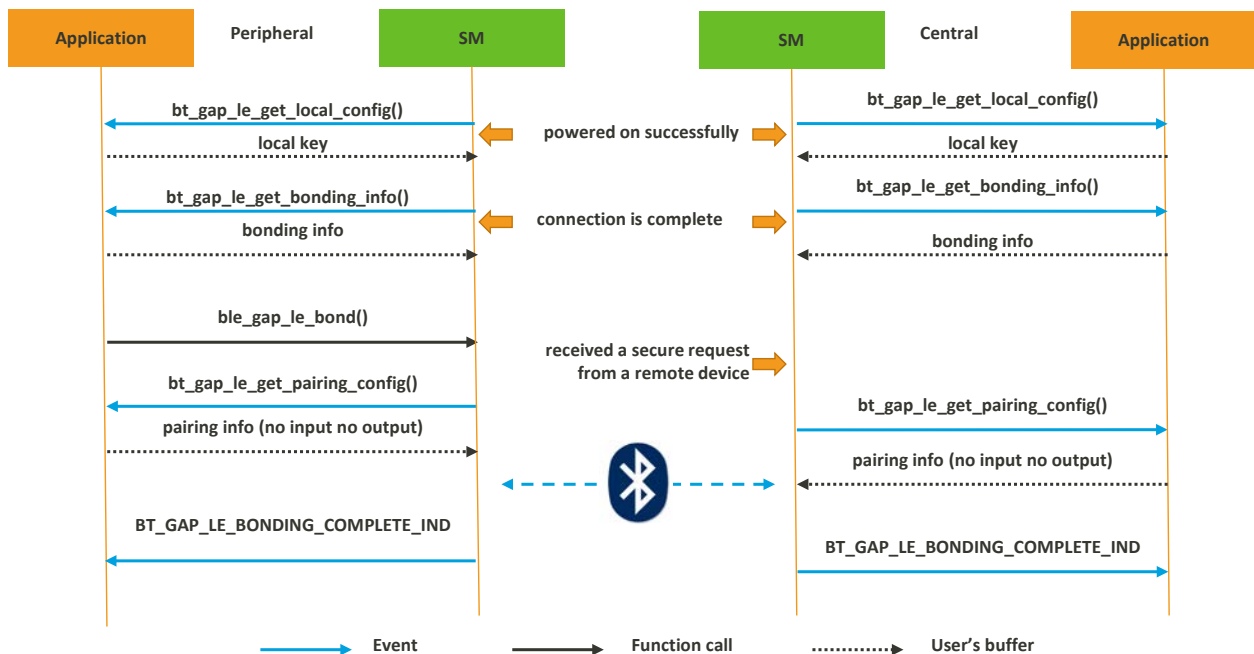 Application
Peripheral
SM
SM
Central
Application
bt_gap_le_get_local_config()
powered on successfully
bt_gap_le_get_local_config()
local key
local key
bt_gap_le_get_bonding_info()
connection is complete
bt_gap_le_get_bonding_info()
bonding info
bonding info
ble_gap_le_bond()
received a secure request
from a remote device
bt_gap_le_get_pairing_config()
bt_gap_le_get_pairing_config()
pairing info (no input no output)
pairing info (no input no output)
BT_GAP_LE_BONDING_COMPLETE_IND
BT_GAP_LE_BONDING_COMPLETE_IND
Event
Function call
User's buffer